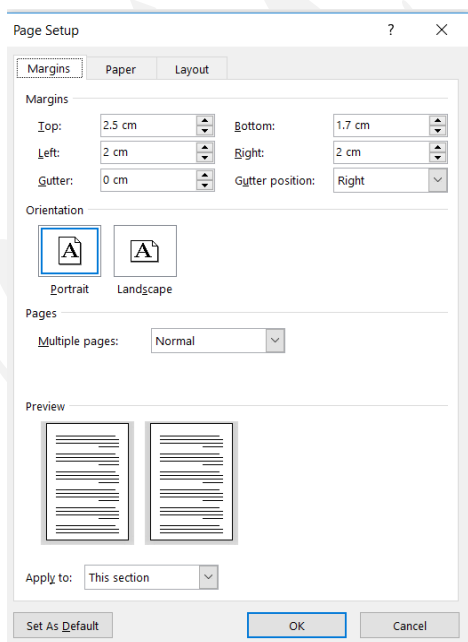 Page Setup ? ×
Margins Paper Layout
Margins
Top: 2.5 cm Bottom: 1.7 cm
Left: 2 cm Right: 2 cm
Gutter: 0 cm Gutter position: Right
Orientation
A A
Portrait Landscape
Pages
Multiple pages: Normal
Preview
Apply to: This section
Set As Default OK Cancel